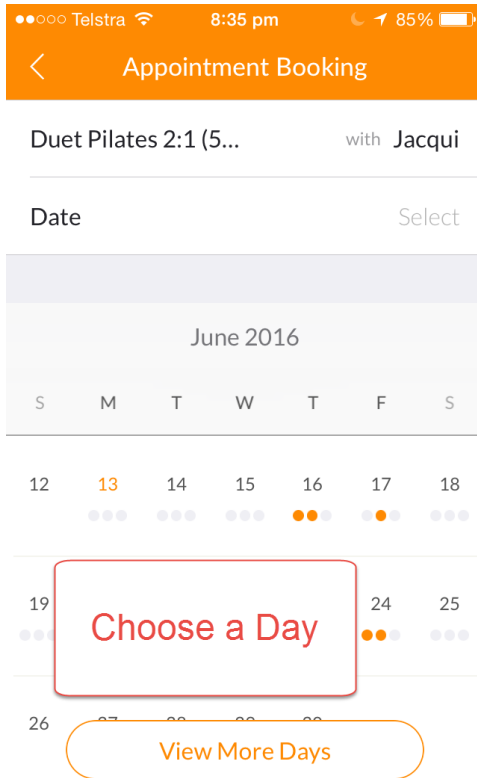 Telstra 8:35 pm 85%
Appointment Booking
Duet Pilates 2:1 (5... with Jacqui
Date Select
June 2016
S M T W T F S
12 13 14 15 16 17 18
19 24 25
Choose a Day
26
View More Days